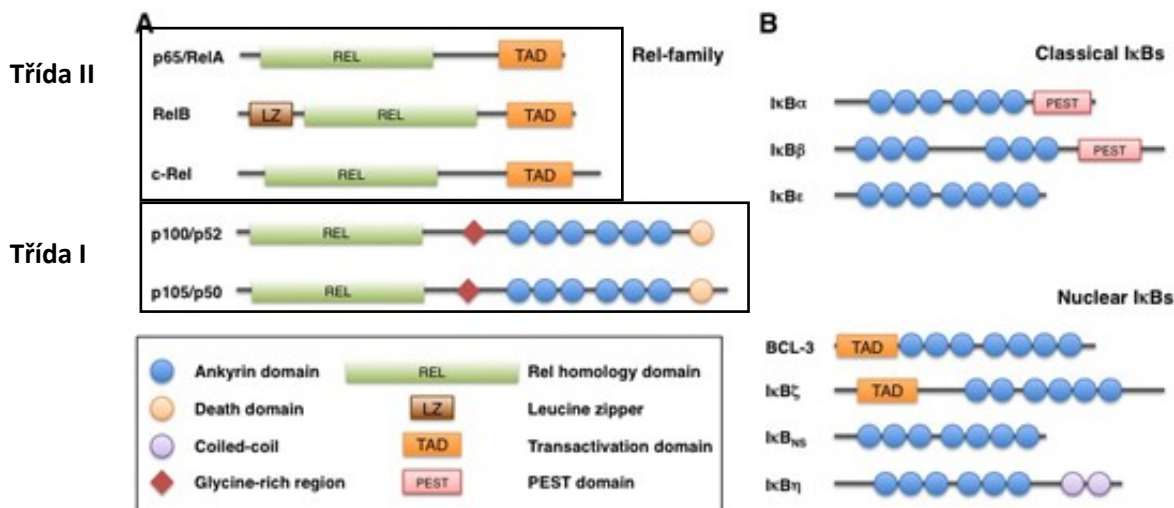 A
Třída II
p65/RelA REL TAD Rel-family
RelB LZ REL TAD
c-Rel REL TAD
Třída I
p100/p52 REL
p105/p50 REL
Ankyrin domain REL Rel homology domain
Death domain LZ Leucine zipper
Coiled-coil TAD Transactivation domain
Glycine-rich region PEST PEST domain
B
Classical IκBs
IκBα PEST
IκBβ PEST
IκBε
Nuclear IκBs
BCL-3 TAD
IκBζ TAD
IκBNS
IκBη